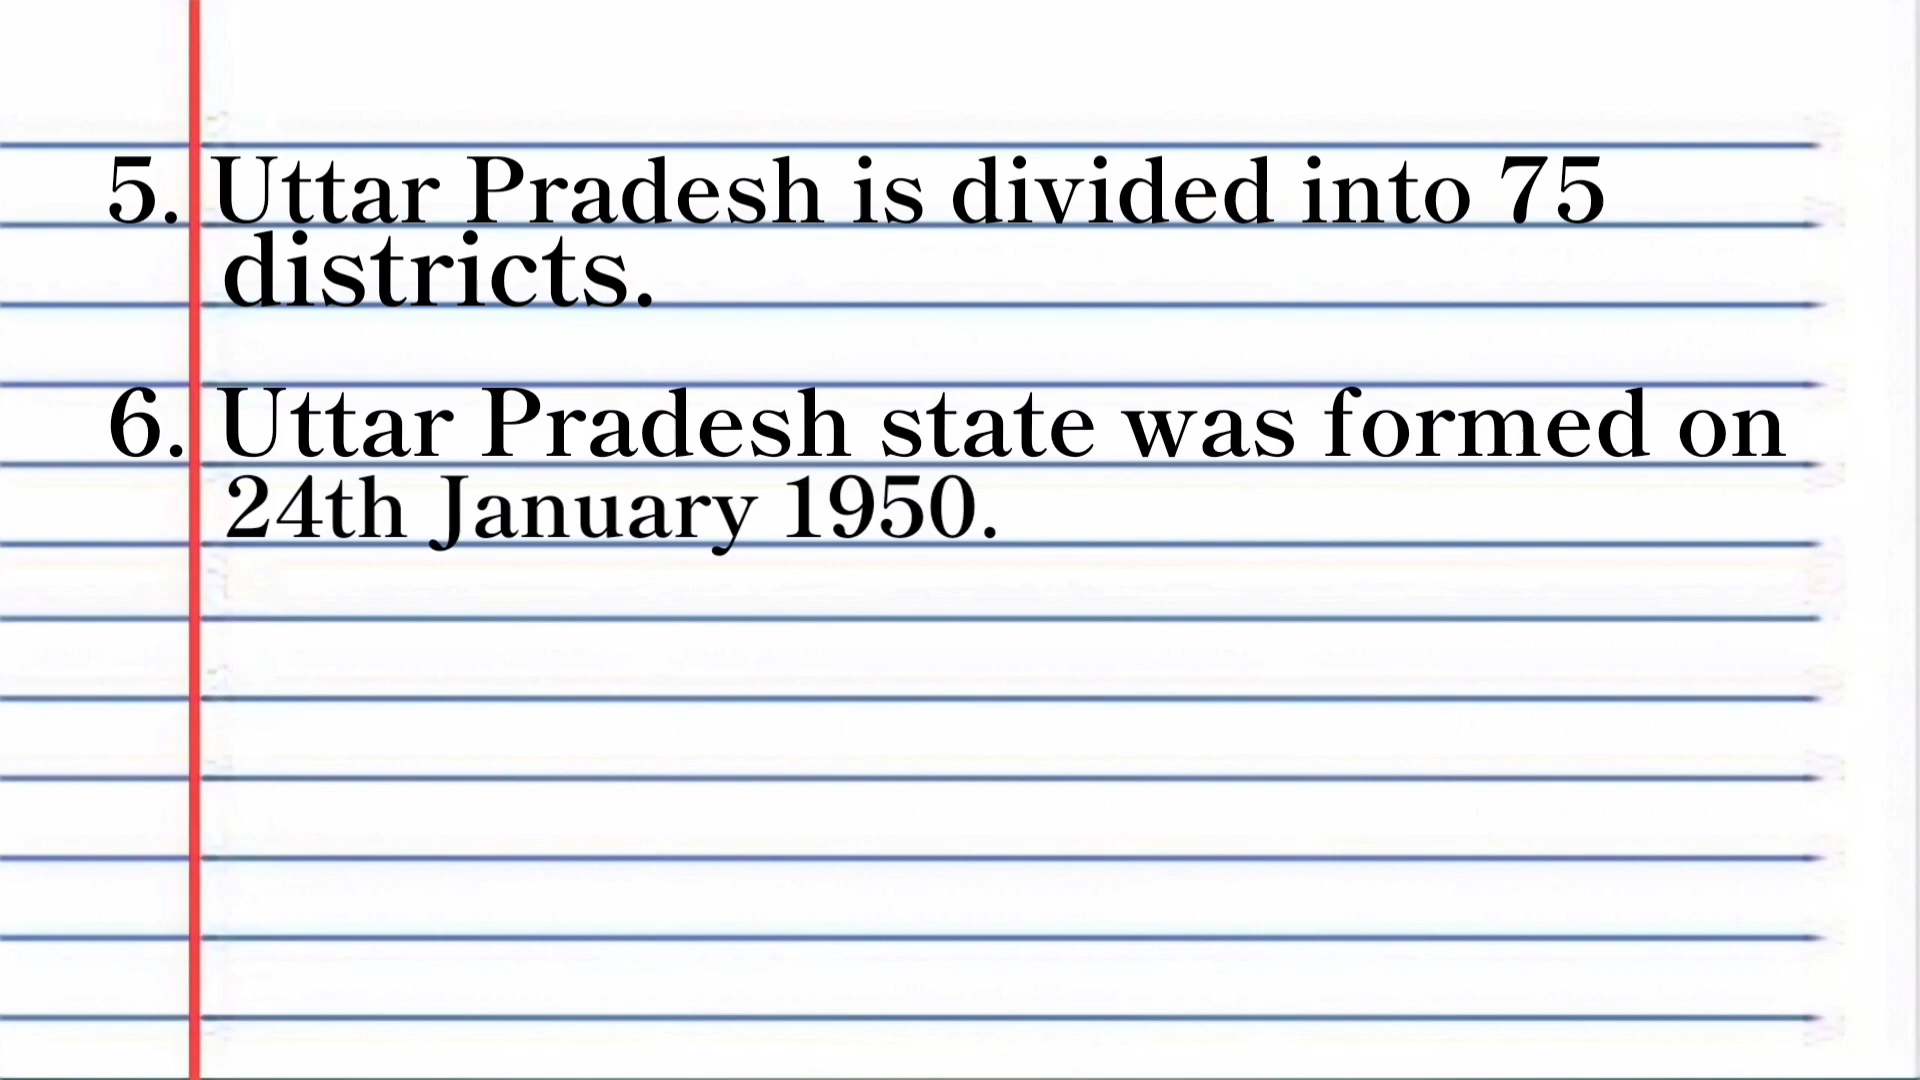 5. Uttar Pradesh is divided into 75
districts.
6. Uttar Pradesh state was formed on
24th January 1950.